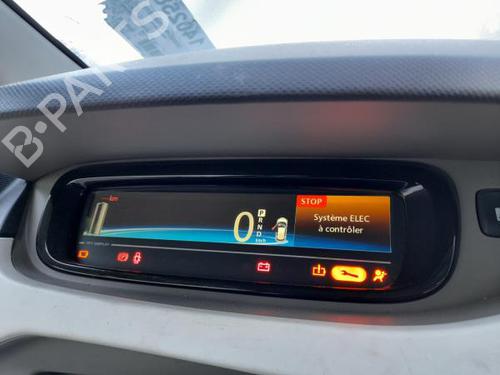 B-PARTS
--- km
STOP
Système ELEC
à contrôler
0
P
R
N
D
km/h